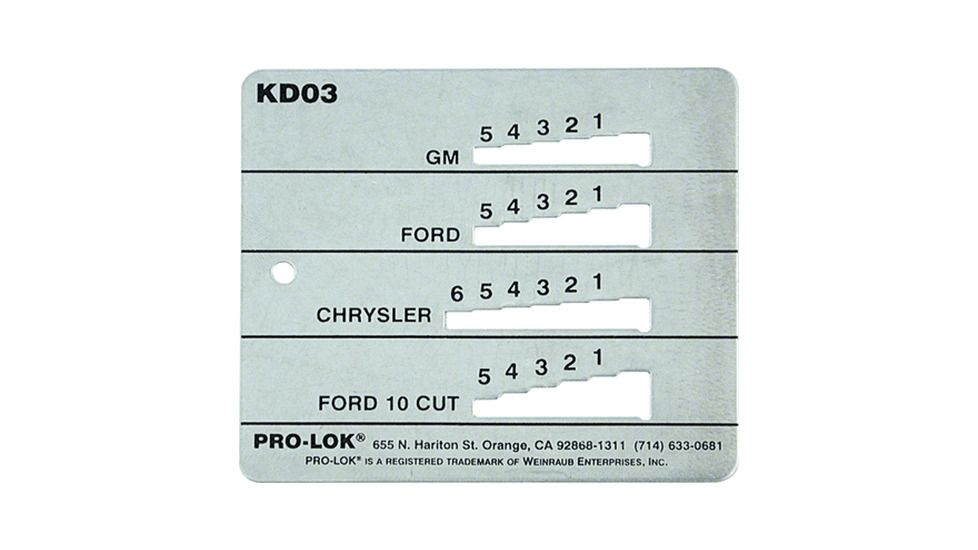 KD03
5 4 3 2 1
GM
5 4 3 2 1
FORD
6 5 4 3 2 1
CHRYSLER
5 4 3 2 1
FORD 10 CUT
PRO-LOK® 655 N. Hariton St. Orange, CA 92868-1311 (714) 633-0681
PRO-LOK® IS A REGISTERED TRADEMARK OF WEINRAUB ENTERPRISES, INC.